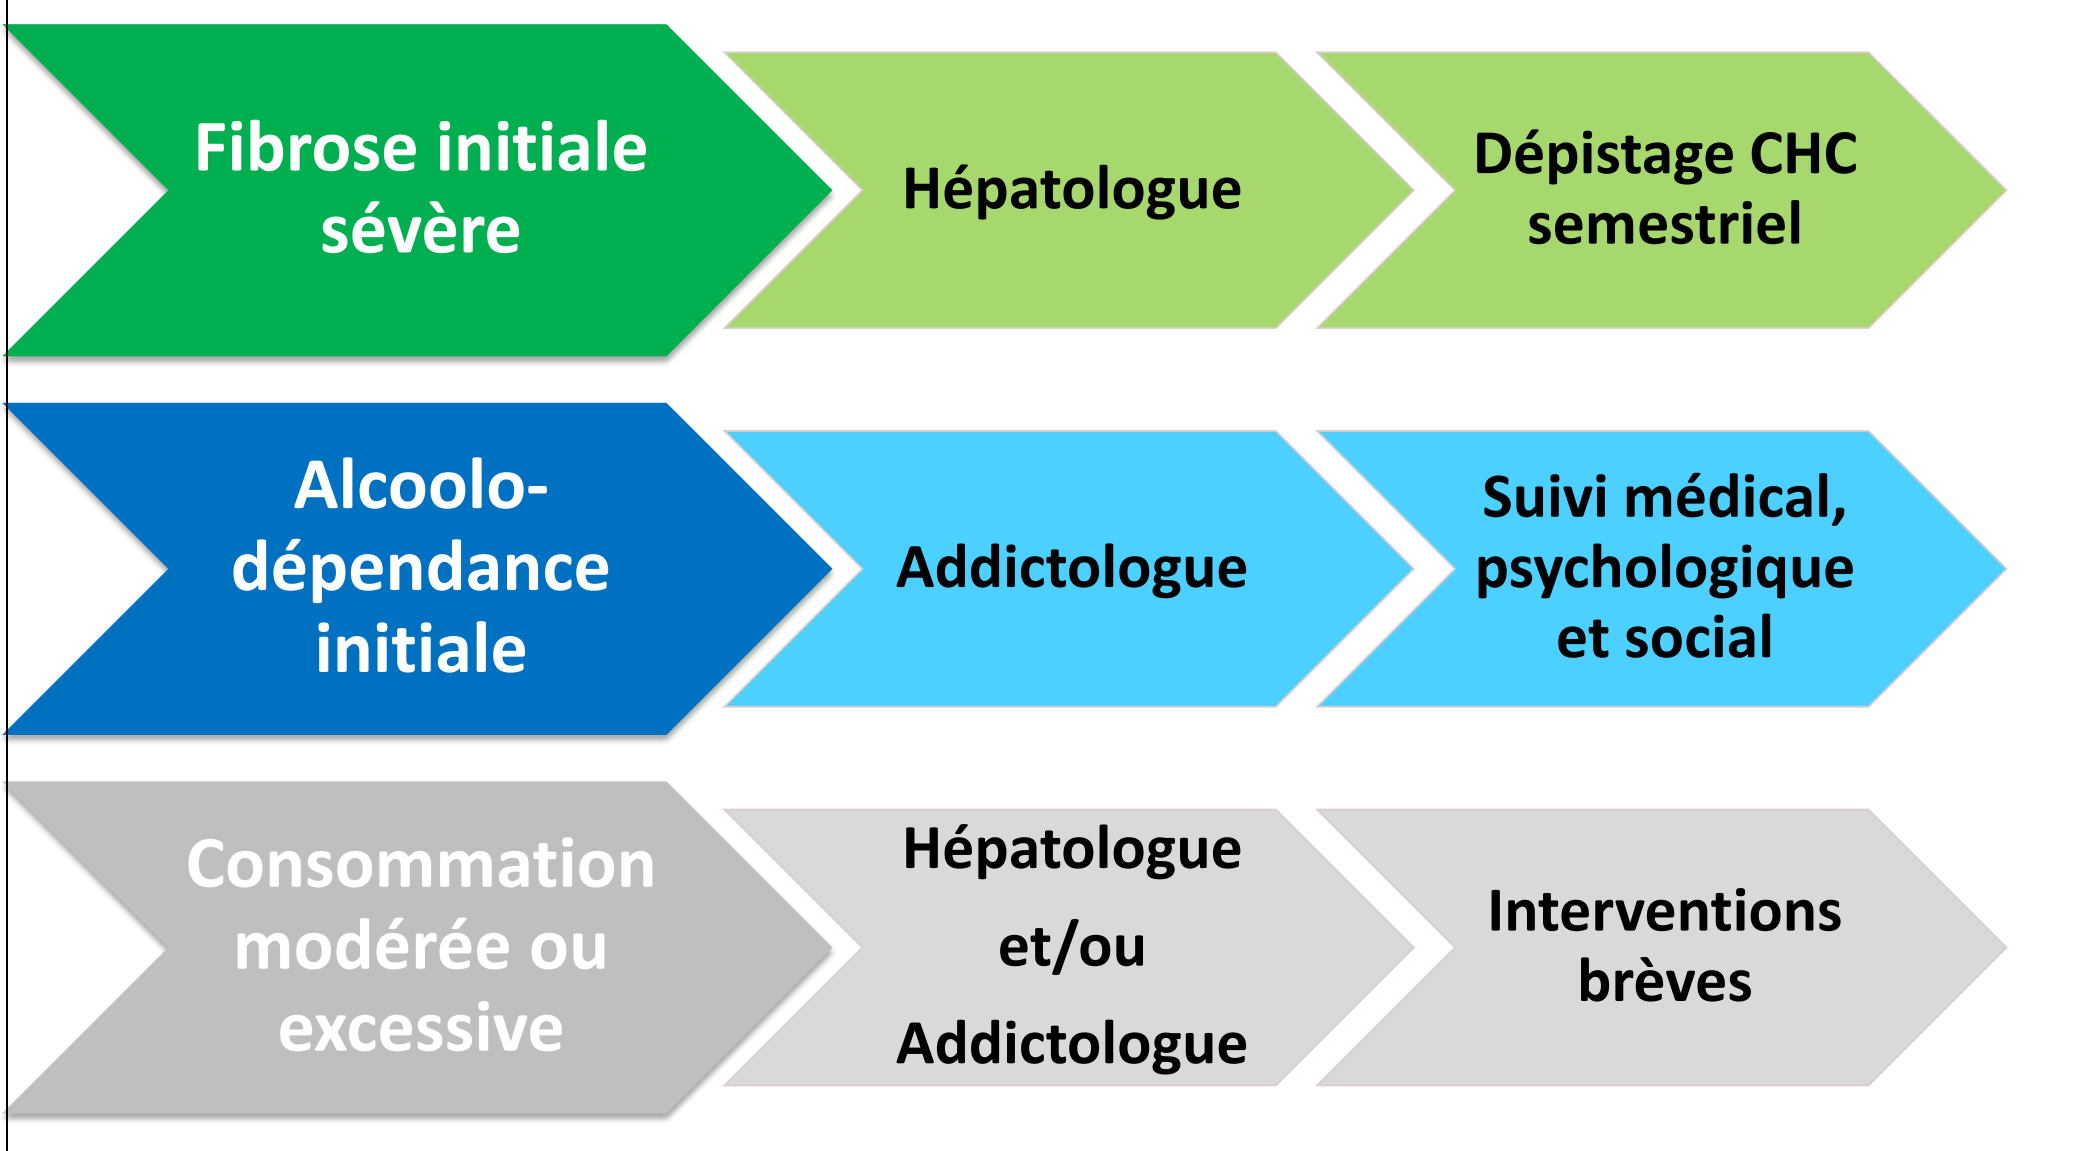 Fibrose initiale
sévère
Hépatologue
Dépistage CHC
semestriel
Alcoolo-
dépendance
initiale
Addictologue
Suivi médical,
psychologique
et social
Consommation
modérée ou
excessive
Hépatologue
et/ou
Addictologue
Interventions
brèves